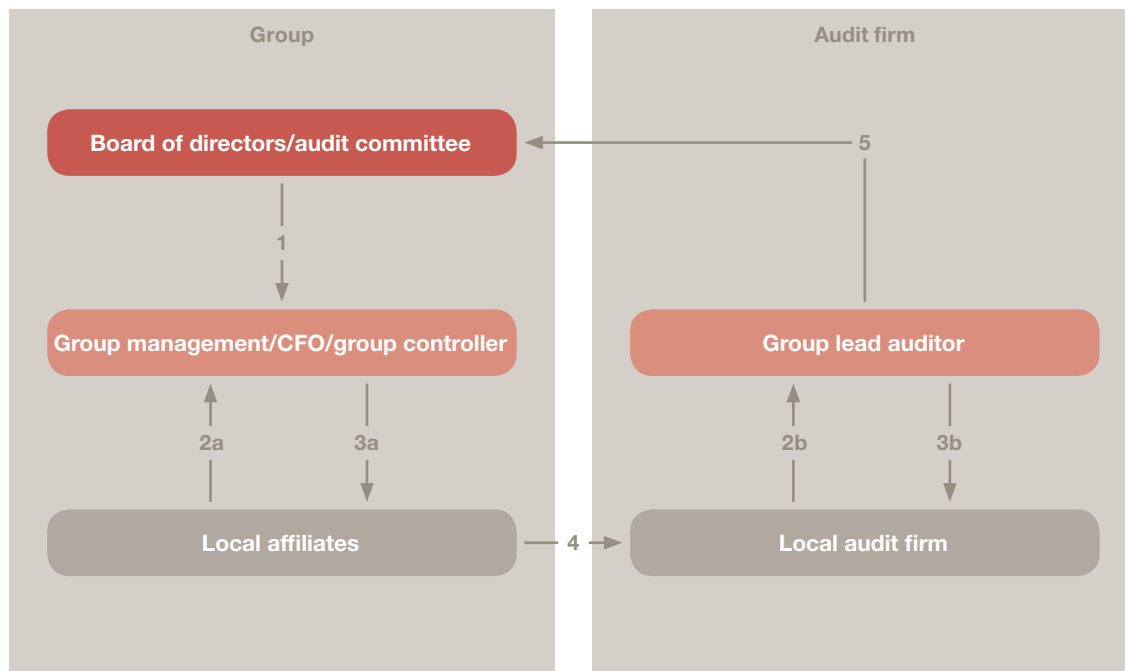 Group
Audit firm
Board of directors/audit committee
5
1
Group management/CFO/group controller
Group lead auditor
2a
3a
2b
3b
Local affiliates
4
Local audit firm